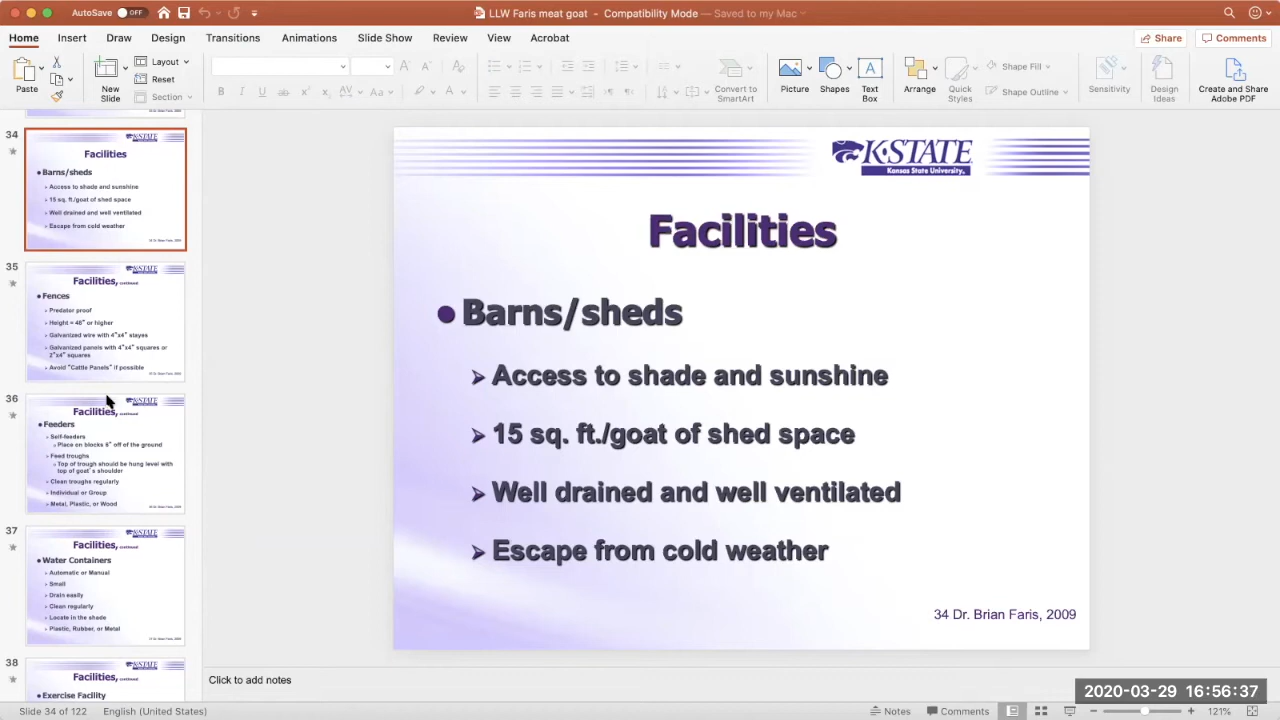 AutoSave OFF
LLW Faris meat goat - Compatibility Mode — Saved to my Mac
Home Insert Draw Design Transitions Animations Slide Show Review View Acrobat Share Comments
Paste
New Slide
Layout
Reset
Section
Convert to SmartArt
Picture
Shapes
Text Box
Arrange
Quick Styles
Shape Fill
Shape Outline
Sensitivity
Design Ideas
Create and Share Adobe PDF
34
K-STATE
Facilities
Barns/sheds
Access to shade and sunshine
15 sq. ft./goat of shed space
Well drained and well ventilated
Escape from cold weather
35
K-STATE
Facilities, continued
Fences
Predator proof
Height = 48" or higher
Galvanized wire with 4"x4" stayes
Galvanized panels with 4"x4" squares or
2"x4" squares
Avoid "Cattle Panels" if possible
36
K-STATE
Facilities, continued
Feeders
Self-feeders
Place on blocks 6" off of the ground
Feed troughs
Top of trough should be hung level with
top of goat's shoulder
Clean troughs regularly
Individual or Group
Metal, Plastic, or Wood
37
K-STATE
Facilities, continued
Water Containers
Automatic or Manual
Small
Drain easily
Clean regularly
Locate in the shade
Plastic, Rubber, or Metal
38
K-STATE
Facilities, continued
Exercise Facility
K-STATE
Kansas State University
Facilities
Barns/sheds
Access to shade and sunshine
15 sq. ft./goat of shed space
Well drained and well ventilated
Escape from cold weather
34 Dr. Brian Faris, 2009
Click to add notes
2020-03-29 16:56:37
Slide 34 of 122 English (United States) Notes Comments 121%